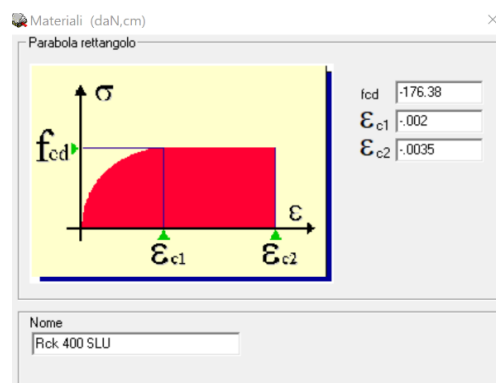 Materiali (daN,cm)
Parabola rettangolo
σ
fcd
ε
εc1
εc2
fcd -176.38
εc1 -.002
εc2 -.0035
Nome
Rck 400 SLU